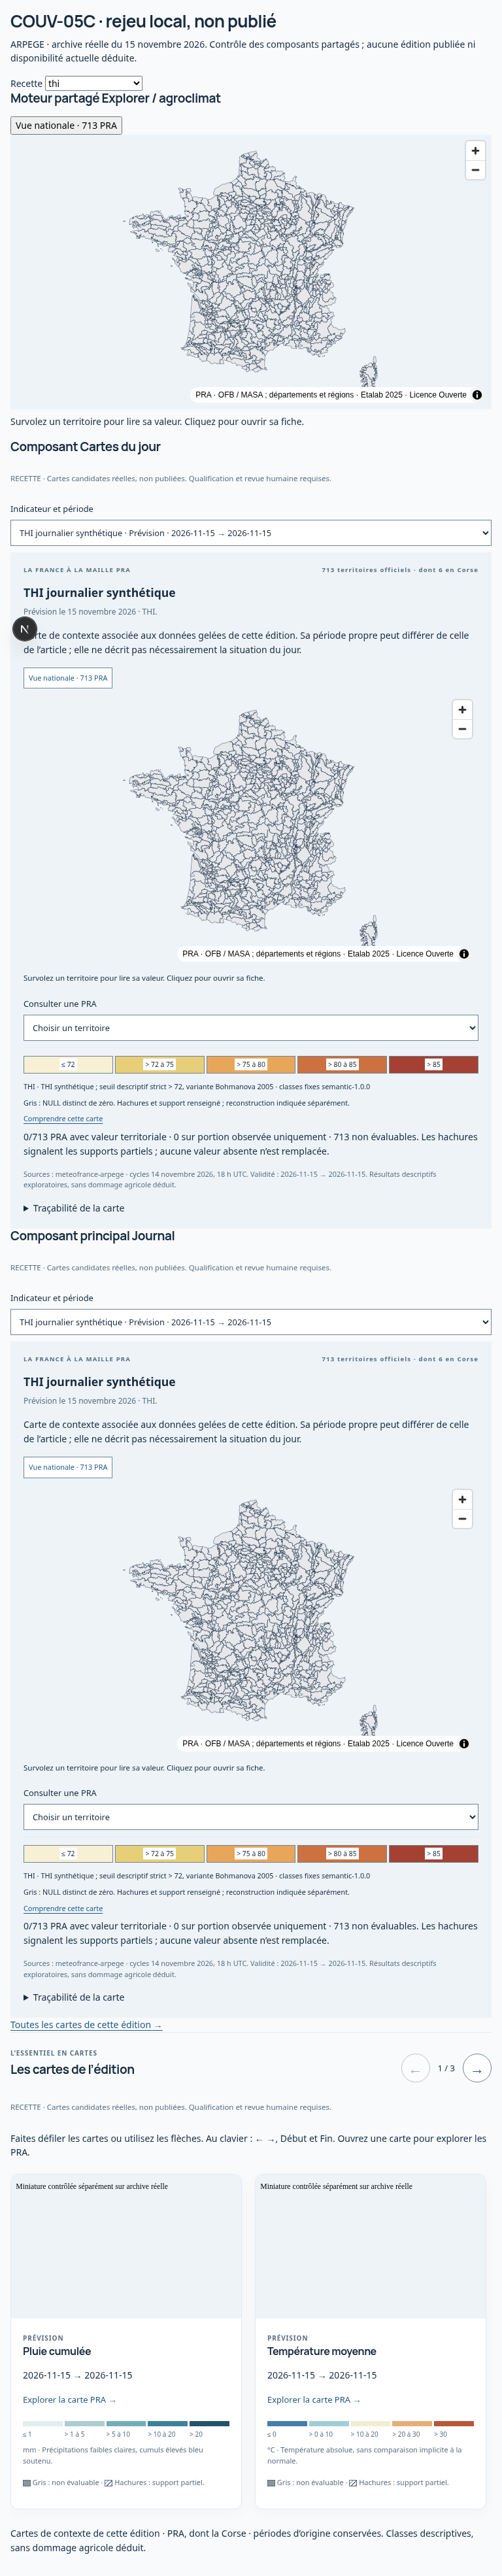 COUV-05C · rejeu local, non publié
ARPEGE · archive réelle du 15 novembre 2026. Contrôle des composants partagés ; aucune édition publiée ni
disponibilité actuelle déduite.
Recette thi
Moteur partagé Explorer / agroclimat
Vue nationale · 713 PRA
PRA · OFB / MASA ; départements et régions · Etalab 2025 · Licence Ouverte
Survolez un territoire pour lire sa valeur. Cliquez pour ouvrir sa fiche.
Composant Cartes du jour
RECETTE · Cartes candidates réelles, non publiées. Qualification et revue humaine requises.
Indicateur et période
THI journalier synthétique · Prévision · 2026-11-15 → 2026-11-15
LA FRANCE À LA MAILLE PRA
713 territoires officiels · dont 6 en Corse
THI journalier synthétique
Prévision le 15 novembre 2026 · THI.
N
rte de contexte associée aux données gelées de cette édition. Sa période propre peut différer de celle
de l’article ; elle ne décrit pas nécessairement la situation du jour.
Vue nationale · 713 PRA
PRA · OFB / MASA ; départements et régions · Etalab 2025 · Licence Ouverte
Survolez un territoire pour lire sa valeur. Cliquez pour ouvrir sa fiche.
Consulter une PRA
Choisir un territoire
≤ 72
> 72 à 75
> 75 à 80
> 80 à 85
> 85
THI · THI synthétique ; seuil descriptif strict > 72, variante Bohmanova 2005 · classes fixes semantic-1.0.0
Gris : NULL distinct de zéro. Hachures et support renseigné ; reconstruction indiquée séparément.
Comprendre cette carte
0/713 PRA avec valeur territoriale · 0 sur portion observée uniquement · 713 non évaluables. Les hachures
signalent les supports partiels ; aucune valeur absente n’est remplacée.
Sources : meteofrance-arpege · cycles 14 novembre 2026, 18 h UTC. Validité : 2026-11-15 → 2026-11-15. Résultats descriptifs
exploratoires, sans dommage agricole déduit.
▶ Traçabilité de la carte
Composant principal Journal
RECETTE · Cartes candidates réelles, non publiées. Qualification et revue humaine requises.
Indicateur et période
THI journalier synthétique · Prévision · 2026-11-15 → 2026-11-15
LA FRANCE À LA MAILLE PRA
713 territoires officiels · dont 6 en Corse
THI journalier synthétique
Prévision le 15 novembre 2026 · THI.
Carte de contexte associée aux données gelées de cette édition. Sa période propre peut différer de celle
de l’article ; elle ne décrit pas nécessairement la situation du jour.
Vue nationale · 713 PRA
PRA · OFB / MASA ; départements et régions · Etalab 2025 · Licence Ouverte
Survolez un territoire pour lire sa valeur. Cliquez pour ouvrir sa fiche.
Consulter une PRA
Choisir un territoire
≤ 72
> 72 à 75
> 75 à 80
> 80 à 85
> 85
THI · THI synthétique ; seuil descriptif strict > 72, variante Bohmanova 2005 · classes fixes semantic-1.0.0
Gris : NULL distinct de zéro. Hachures et support renseigné ; reconstruction indiquée séparément.
Comprendre cette carte
0/713 PRA avec valeur territoriale · 0 sur portion observée uniquement · 713 non évaluables. Les hachures
signalent les supports partiels ; aucune valeur absente n’est remplacée.
Sources : meteofrance-arpege · cycles 14 novembre 2026, 18 h UTC. Validité : 2026-11-15 → 2026-11-15. Résultats descriptifs
exploratoires, sans dommage agricole déduit.
▶ Traçabilité de la carte
Toutes les cartes de cette édition →
L’ESSENTIEL EN CARTES
Les cartes de l’édition
← 1 / 3 →
RECETTE · Cartes candidates réelles, non publiées. Qualification et revue humaine requises.
Faites défiler les cartes ou utilisez les flèches. Au clavier : ← →, Début et Fin. Ouvrez une carte pour explorer les
PRA.
Miniature contrôlée séparément sur archive réelle
PRÉVISION
Pluie cumulée
2026-11-15 → 2026-11-15
Explorer la carte PRA →
≤ 1
> 1 à 5
> 5 à 10
> 10 à 20
> 20
mm · Précipitations faibles claires, cumuls élevés bleu
soutenu.
Gris : non évaluable · Hachures : support partiel.
Miniature contrôlée séparément sur archive réelle
PRÉVISION
Température moyenne
2026-11-15 → 2026-11-15
Explorer la carte PRA →
≤ 0
> 0 à 10
> 10 à 20
> 20 à 30
> 30
°C · Température absolue, sans comparaison implicite à la
normale.
Gris : non évaluable · Hachures : support partiel.
Cartes de contexte de cette édition · PRA, dont la Corse · périodes d’origine conservées. Classes descriptives,
sans dommage agricole déduit.